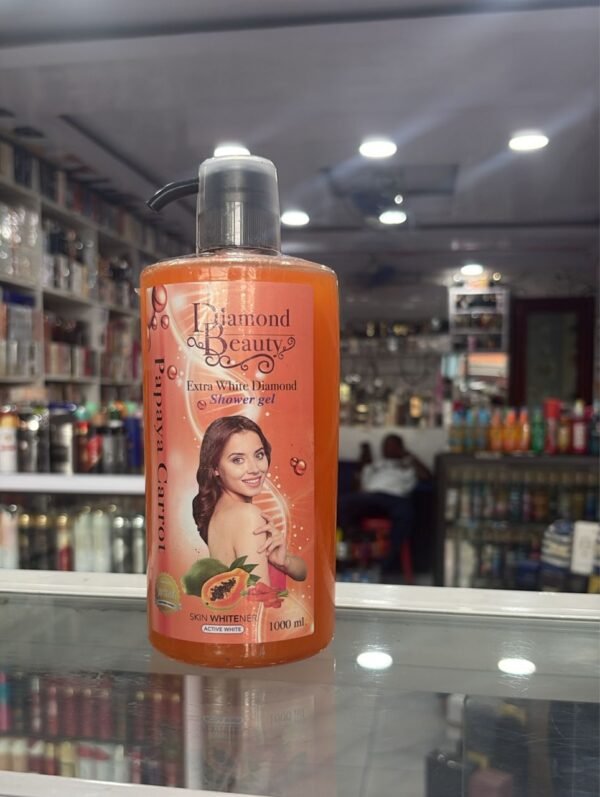 Diamond
Beauty
Extra White Diamond
Shower gel
Papaya Carrot
SKIN WHITENER
ACTIVE WHITE
1000 ml